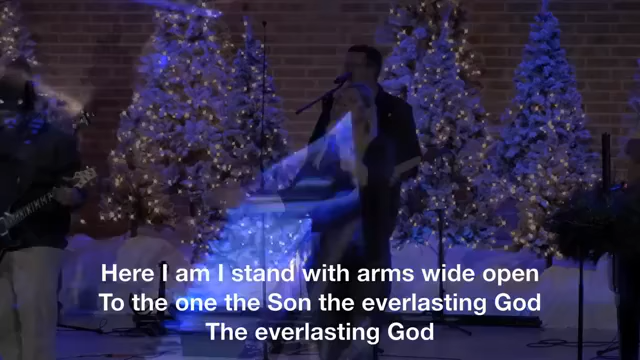 Here I am I stand with arms wide open
To the one the Son the everlasting God
The everlasting God